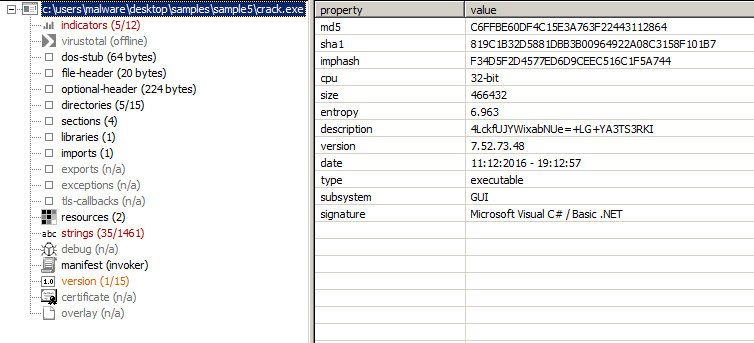 c:\users\malware\desktop\samples\sample5\crack.exe
indicators (5/12)
virustotal (offline)
dos-stub (64 bytes)
file-header (20 bytes)
optional-header (224 bytes)
directories (5/15)
sections (4)
libraries (1)
imports (1)
exports (n/a)
exceptions (n/a)
tls-callbacks (n/a)
resources (2)
abc strings (35/1461)
debug (n/a)
manifest (invoker)
1.0 version (1/15)
certificate (n/a)
overlay (n/a)
property value
md5 C6FFBE60DF4C15E3A763F22443112864
sha1 819C1B32D5881DBB3B00964922A08C3158F101B7
imphash F34D5F2D4577ED6D9CEEC516C1F5A744
cpu 32-bit
size 466432
entropy 6.963
description 4LckfUJYWixabNUe=+LG+YA3TS3RKI
version 7.52.73.48
date 11:12:2016 - 19:12:57
type executable
subsystem GUI
signature Microsoft Visual C# / Basic .NET